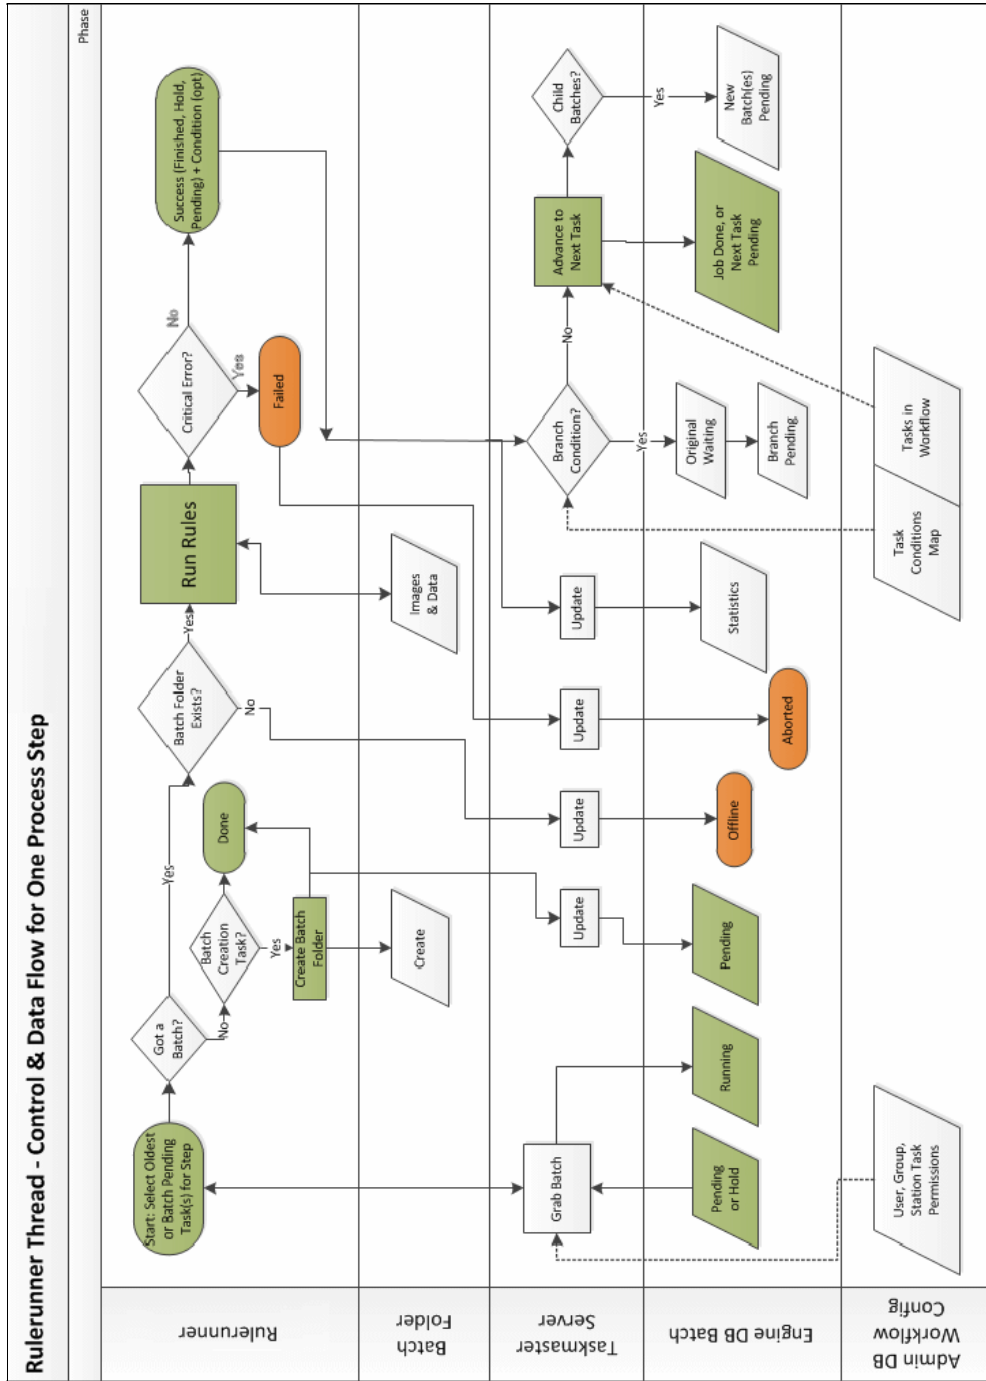 Rulerunner Thread - Control & Data Flow for One Process Step
Phase
Rulerunner
Start: Select Oldest
or Batch Pending
Task(s) for Step
Got a
Batch?
Yes
No
Batch
Creation
Task?
Yes
Create Batch
Folder
Done
Batch Folder
Exists?
Yes
No
Run Rules
Critical Error?
No
Yes
Failed
Success (Finished, Hold,
Pending) + Condition (opt)
Batch
Folder
Create
Images
& Data
Taskmaster
Server
Grab Batch
Update
Update
Update
Update
Branch
Condition?
No
Yes
Advance to
Next Task
Child
Batches?
Yes
Engine DB Batch
Pending
or Hold
Running
Pending
Offline
Aborted
Statistics
Original
Waiting
Branch
Pending
Job Done, or
Next Task
Pending
New
Batch(es)
Pending
Admin DB
Workflow
Config
User, Group,
Station Task
Permissions
Task
Conditions
Map
Tasks in
Workflow